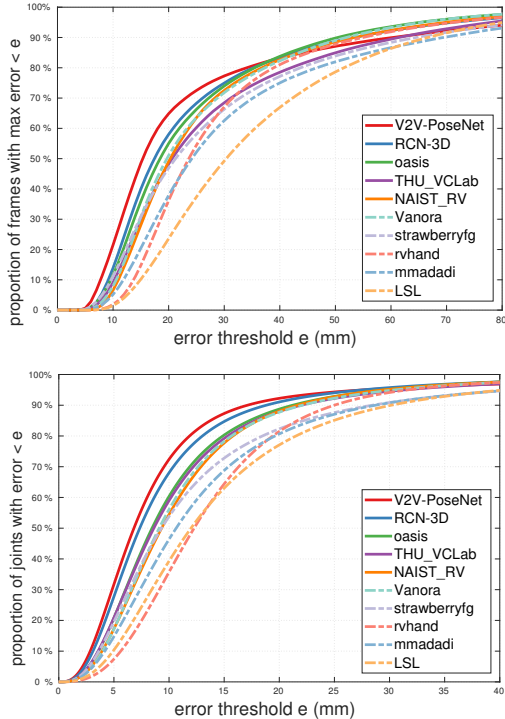 100%
90 %
80 %
70 %
60 %
50 %
40 %
30 %
20 %
10 %
0 %
proportion of frames with max error < e
V2V-PoseNet
RCN-3D
oasis
THU_VCLab
NAIST_RV
Vanora
strawberryfg
rvhand
mmadadi
LSL
0 10 20 30 40 50 60 70 80
error threshold e (mm)
100%
90 %
80 %
70 %
60 %
50 %
40 %
30 %
20 %
10 %
0 %
proportion of joints with error < e
V2V-PoseNet
RCN-3D
oasis
THU_VCLab
NAIST_RV
Vanora
strawberryfg
rvhand
mmadadi
LSL
0 5 10 15 20 25 30 35 40
error threshold e (mm)